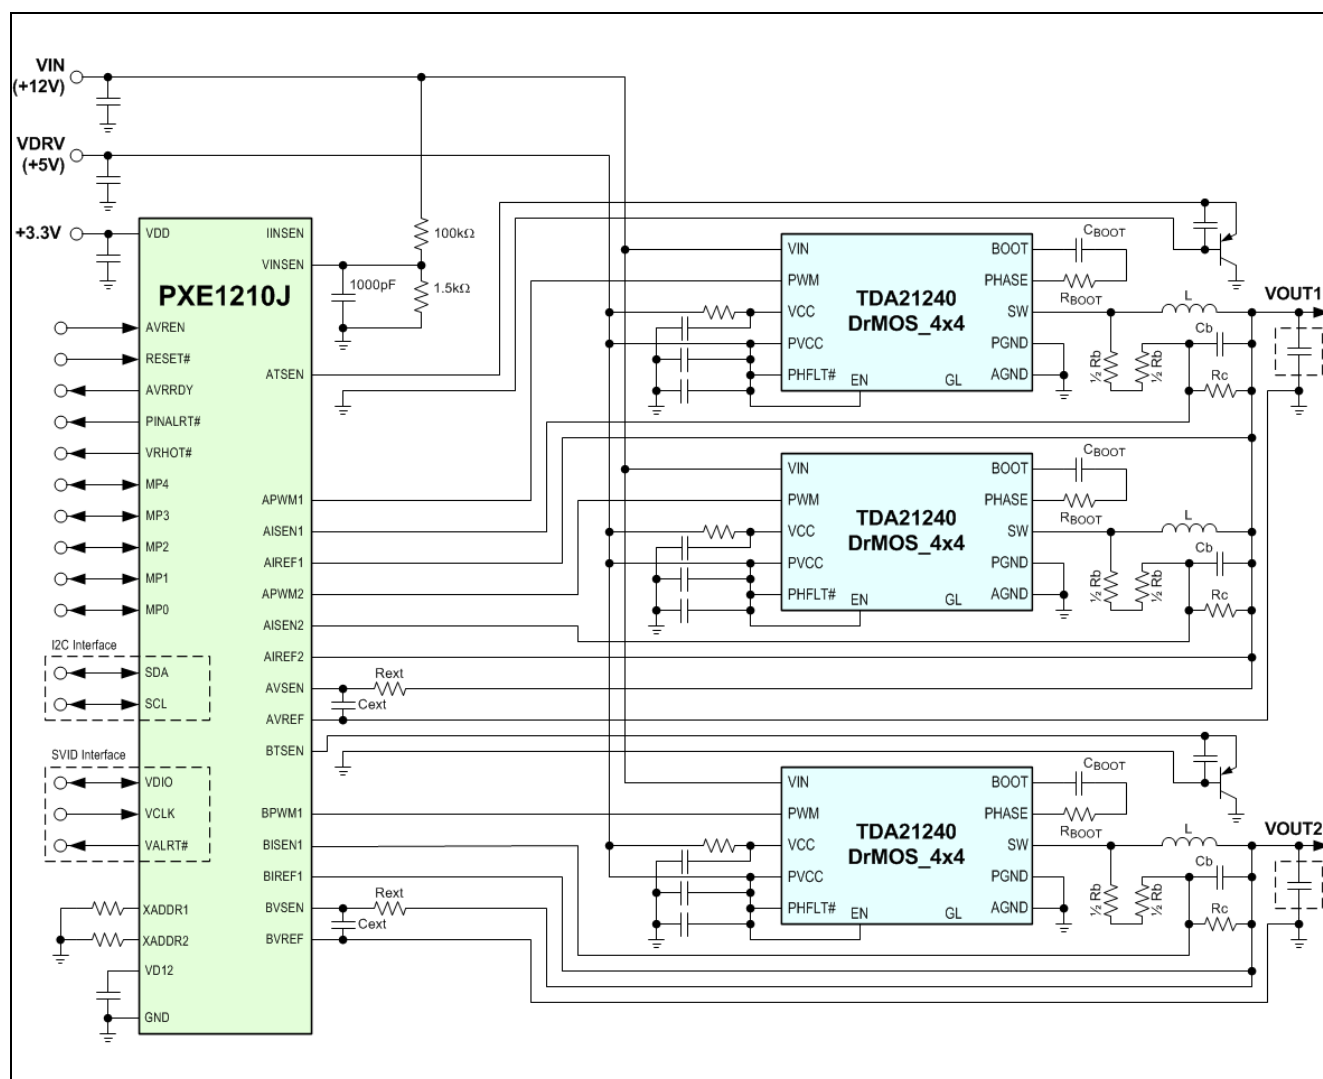 VIN
(+12V)
VDRV
(+5V)
+3.3V
VDD
IINSEN
VINSEN
PXE1210J
100kΩ
1000pF
1.5kΩ
AVREN
RESET#
AVRRDY
PINALRT#
VRHOT#
MP4
MP3
MP2
MP1
MP0
I2C Interface
SDA
SCL
SVID Interface
VDIO
VCLK
VALRT#
XADDR1
XADDR2
VD12
GND
ATSEN
APWM1
AISEN1
AIREF1
APWM2
AISEN2
AIREF2
AVSEN
AVREF
BTSEN
BPWM1
BISEN1
BIREF1
BVSEN
BVREF
Rext
Cext
Rext
Cext
VIN
PWM
VCC
PVCC
PHFLT#
EN
GL
TDA21240
DrMOS_4x4
BOOT
PHASE
SW
PGND
AGND
CBOOT
RBOOT
L
Cb
½ Rb
½ Rb
Rc
VOUT1
VIN
PWM
VCC
PVCC
PHFLT#
EN
GL
TDA21240
DrMOS_4x4
BOOT
PHASE
SW
PGND
AGND
CBOOT
RBOOT
L
Cb
½ Rb
½ Rb
Rc
VIN
PWM
VCC
PVCC
PHFLT#
EN
GL
TDA21240
DrMOS_4x4
BOOT
PHASE
SW
PGND
AGND
CBOOT
RBOOT
L
Cb
½ Rb
½ Rb
Rc
VOUT2